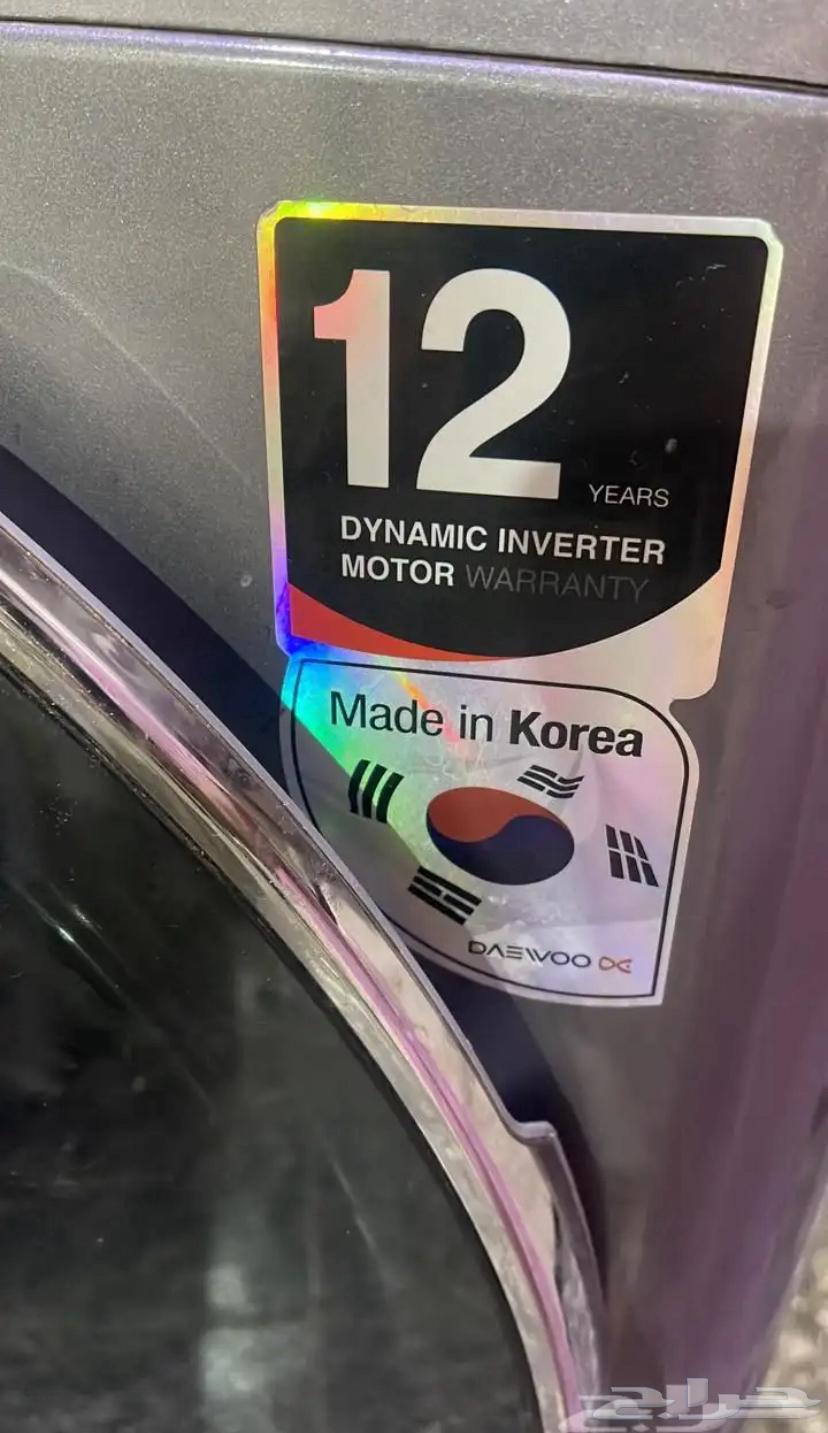 12
YEARS
DYNAMIC INVERTER
MOTOR WARRANTY
Made in Korea
DAEWOO
حراج